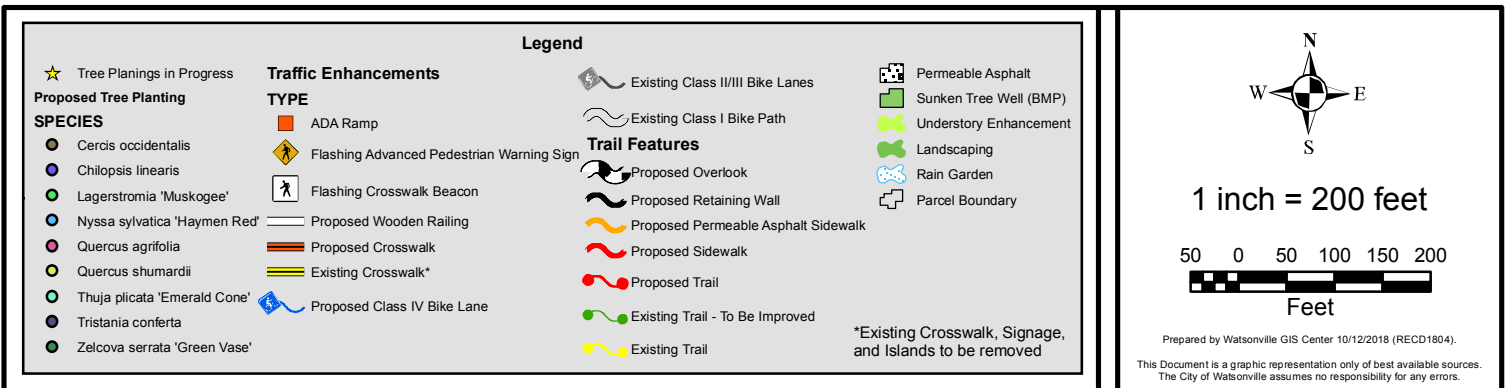 Legend
Tree Planings in Progress
Proposed Tree Planting
SPECIES
Cercis occidentalis
Chilopsis linearis
Lagerstromia 'Muskogee'
Nyssa sylvatica 'Haymen Red'
Quercus agrifolia
Quercus shumardii
Thuja plicata 'Emerald Cone'
Tristania conferta
Zelcova serrata 'Green Vase'
Traffic Enhancements
TYPE
ADA Ramp
Flashing Advanced Pedestrian Warning Sign
Flashing Crosswalk Beacon
Proposed Wooden Railing
Proposed Crosswalk
Existing Crosswalk*
Proposed Class IV Bike Lane
Existing Class II/III Bike Lanes
Existing Class I Bike Path
Trail Features
Proposed Overlook
Proposed Retaining Wall
Proposed Permeable Asphalt Sidewalk
Proposed Sidewalk
Proposed Trail
Existing Trail - To Be Improved
Existing Trail
Permeable Asphalt
Sunken Tree Well (BMP)
Understory Enhancement
Landscaping
Rain Garden
Parcel Boundary
*Existing Crosswalk, Signage,
and Islands to be removed
N
W E
S
1 inch = 200 feet
50 0 50 100 150 200
Feet
Prepared by Watsonville GIS Center 10/12/2018 (RECD1804).
This Document is a graphic representation only of best available sources.
The City of Watsonville assumes no responsibility for any errors.